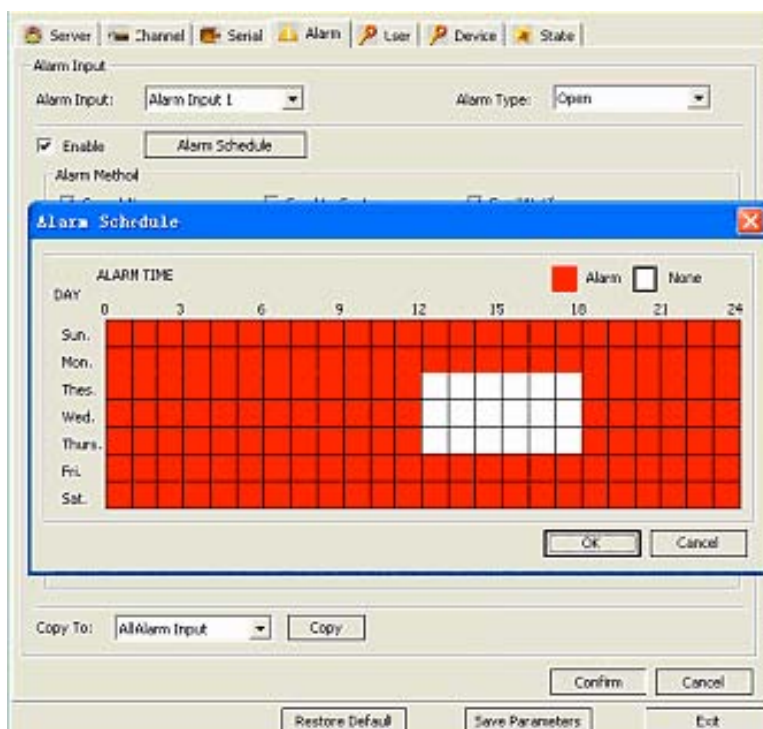 Server Channel Serial Alarm User Device State
Alarm Input
Alarm Input: Alarm Input 1 Alarm Type: Open
Enable Alarm Schedule
Alarm Method
Alarm Schedule
ALARM TIME Alarm None
DAY
0 3 6 9 12 15 18 21 24
Sun.
Mon.
Thes.
Wed.
Thurs.
Fri.
Sat.
OK Cancel
Copy To: AllAlarm Input Copy
Confirm Cancel
Restore Default Save Parameters Exit